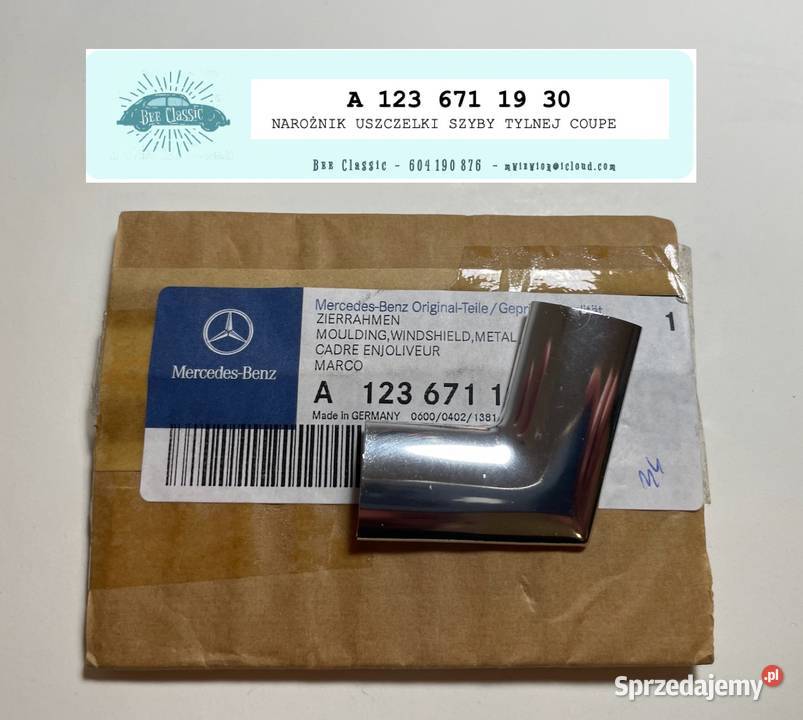 BEE CLASSIC
A 123 671 19 30
NAROŻNIK USZCZELKI SZYBY TYLNEJ COUPE
BEE CLASSIC - 604 190 876 -
Mercedes-Benz Original-Teile/Gepr
ZIERRAHMEN
MOULDING,WINDSHIELD,METAL
CADRE ENJOLIVEUR
MARCO
1
Mercedes-Benz
A 123 671 1
Made in GERMANY 0600/0402/1381
Sprzedajemy.pl